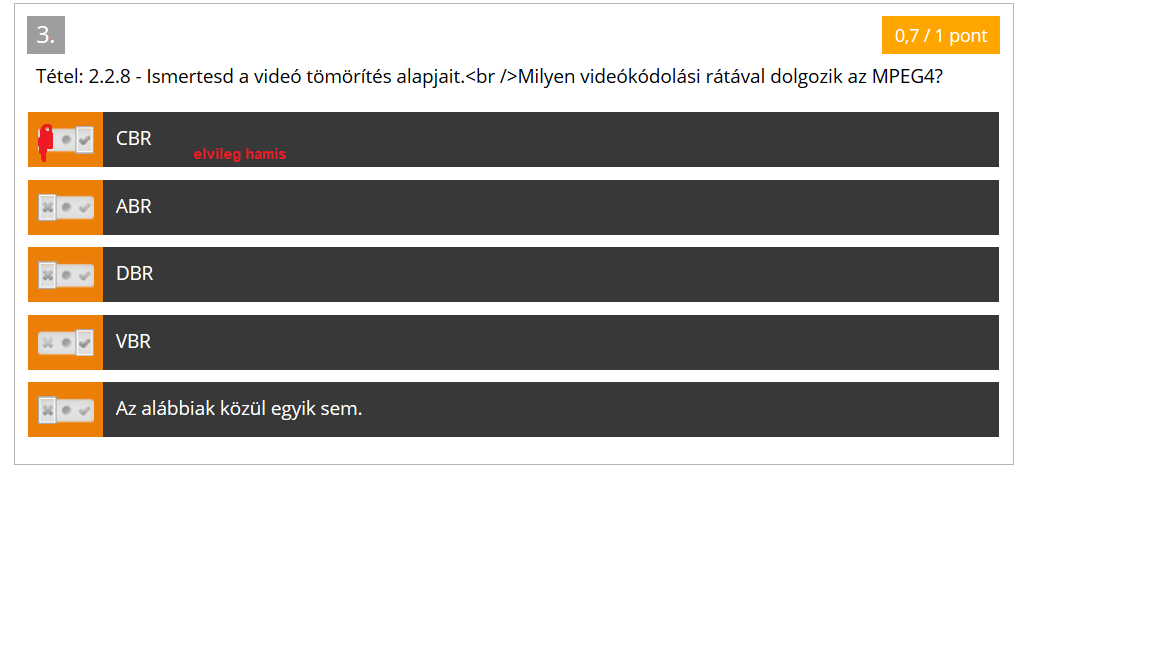 3.
0,7 / 1 pont
Tétel: 2.2.8 - Ismertesd a videó tömörítés alapjait.<br />Milyen videókódolási rátával dolgozik az MPEG4?
CBR
elvileg hamis
ABR
DBR
VBR
Az alábbiak közül egyik sem.